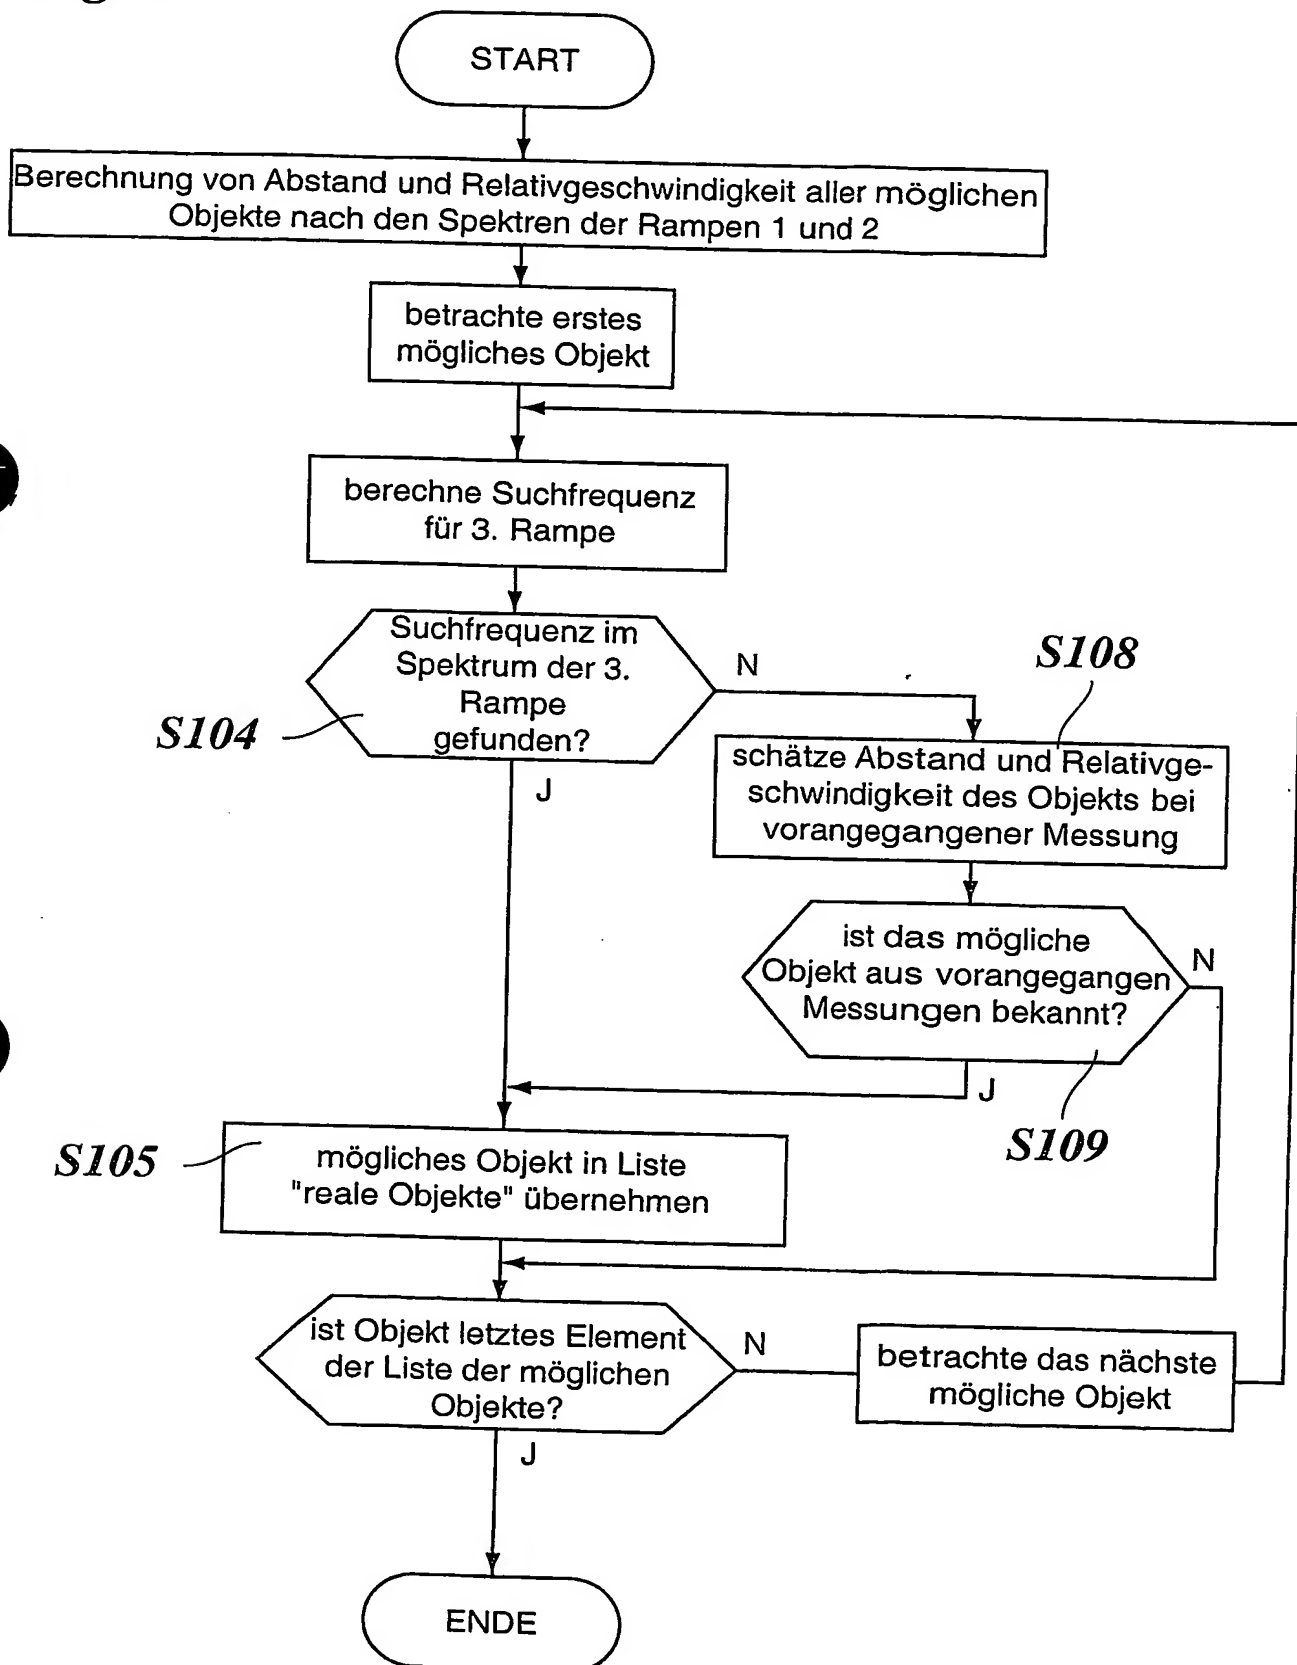 START
Berechnung von Abstand und Relativgeschwindigkeit aller möglichen
Objekte nach den Spektren der Rampen 1 und 2
betrachte erstes
mögliches Objekt
berechne Suchfrequenz
für 3. Rampe
Suchfrequenz im
Spektrum der 3.
Rampe
gefunden?
N
S108
S104
J
schätze Abstand und Relativge-
schwindigkeit des Objekts bei
vorangegangener Messung
ist das mögliche
Objekt aus vorangegangen
Messungen bekannt?
N
J
S109
S105
mögliches Objekt in Liste
"reale Objekte" übernehmen
ist Objekt letztes Element
der Liste der möglichen
Objekte?
N
betrachte das nächste
mögliche Objekt
J
ENDE